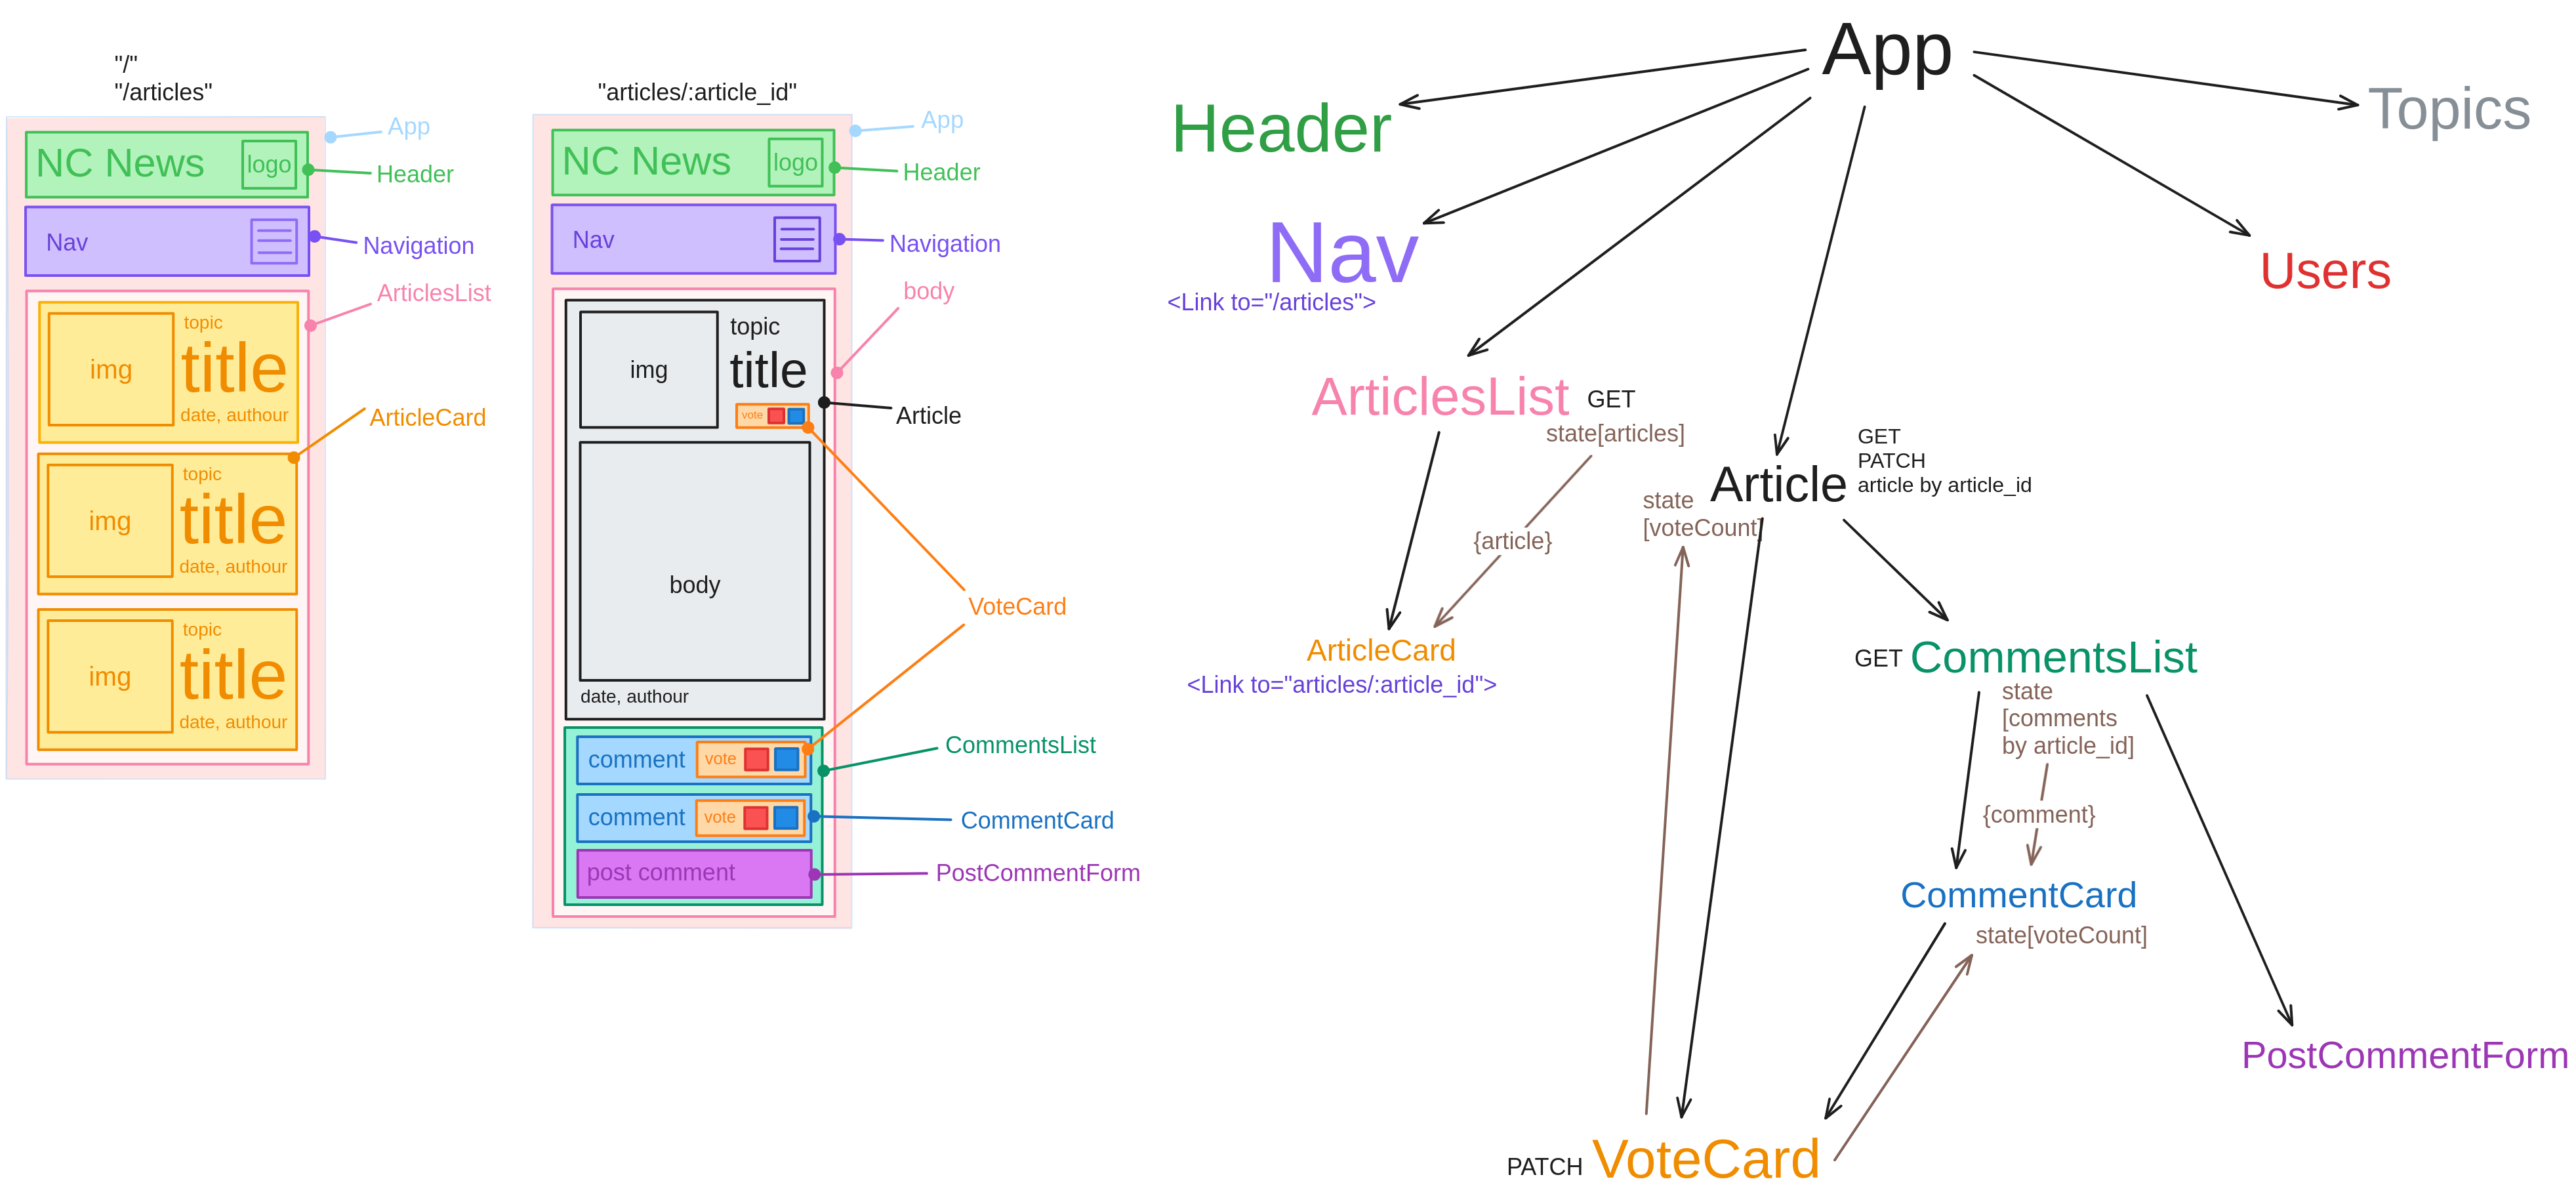 "/"
"/articles"
App
NC News
logo
Header
Nav
Navigation
ArticlesList
topic
title
img
date, authour
ArticleCard
topic
title
img
date, authour
topic
title
img
date, authour
"articles/:article_id"
App
NC News
logo
Header
Nav
Navigation
body
topic
img
title
vote
Article
body
VoteCard
date, authour
CommentsList
comment
vote
comment
vote
CommentCard
post comment
PostCommentForm
App
Header
Topics
Nav
<Link to="/articles">
Users
ArticlesList
GET
state[articles]
{article}
ArticleCard
<Link to="articles/:article_id">
Article
GET
PATCH
article by article_id
state
[voteCount]
GET
CommentsList
state
[comments
by article_id]
{comment}
CommentCard
state[voteCount]
PostCommentForm
PATCH
VoteCard